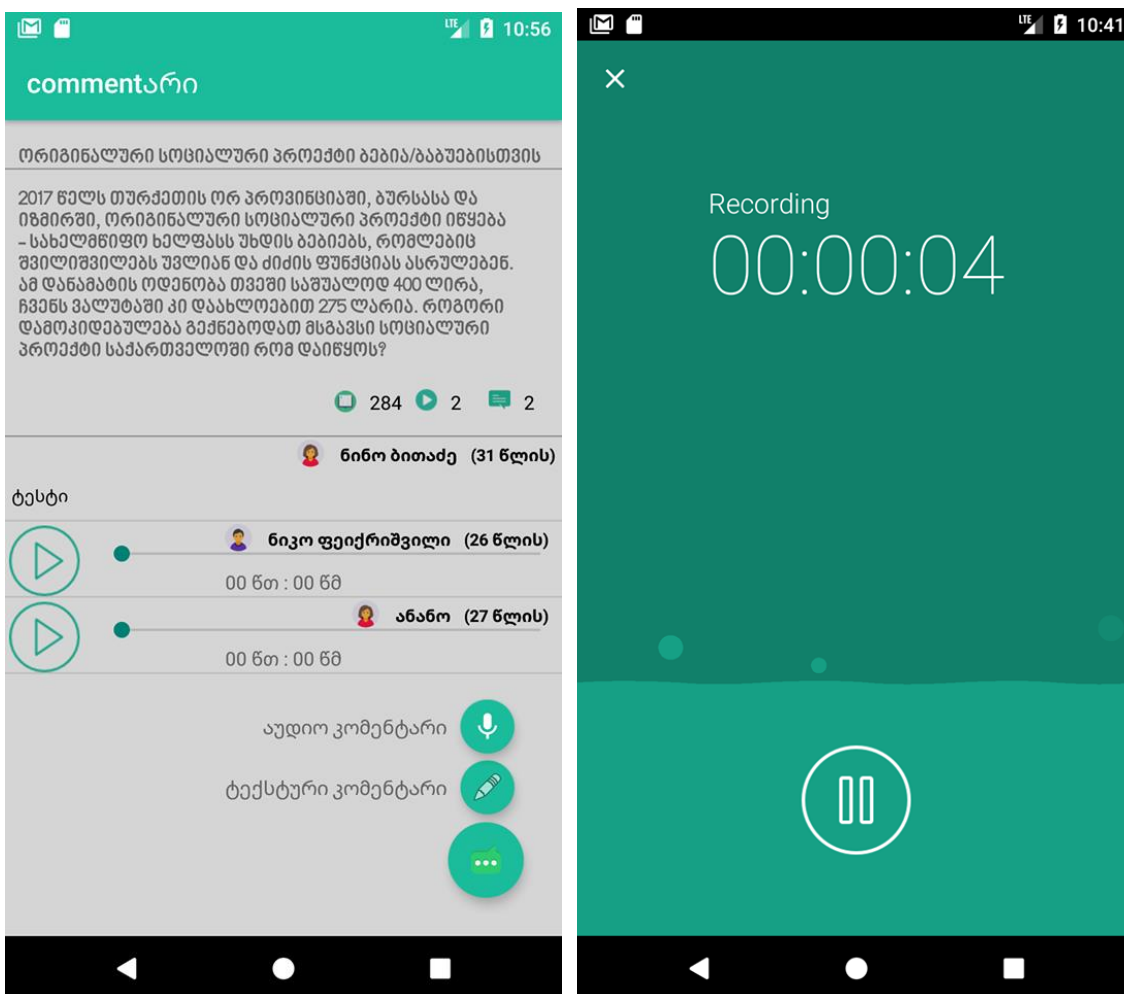 10:56
commentარი
ორიგინალური სოციალური პროექტი ბებია/ბაბუებისთვის
2017 წელს თურქეთის ორ პროვინციაში, ბურსასა და
იზმირში, ორიგინალური სოციალური პროექტი იწყება
– სახელმწიფო ხელფასს უხდის ბებიებს, რომლებიც
შვილიშვილებს უვლიან და ძიძის ფუნქციას ასრულებენ.
ამ დანამატის ოდენობა თვეში საშუალოდ 400 ლირა,
ჩვენს ვალუტაში კი დაახლოებით 275 ლარია. როგორი
დამოკიდებულება გექნებოდათ მსგავსი სოციალური
პროექტი საქართველოში რომ დაიწყოს?
284 2 2
ნინო ბითაძე (31 წლის)
ტესტი
ნიკო ფეიქრიშვილი (26 წლის)
00 წთ : 00 წმ
ანანო (27 წლის)
00 წთ : 00 წმ
აუდიო კომენტარი
ტექსტური კომენტარი
LTE 10:41
Recording
00:00:04